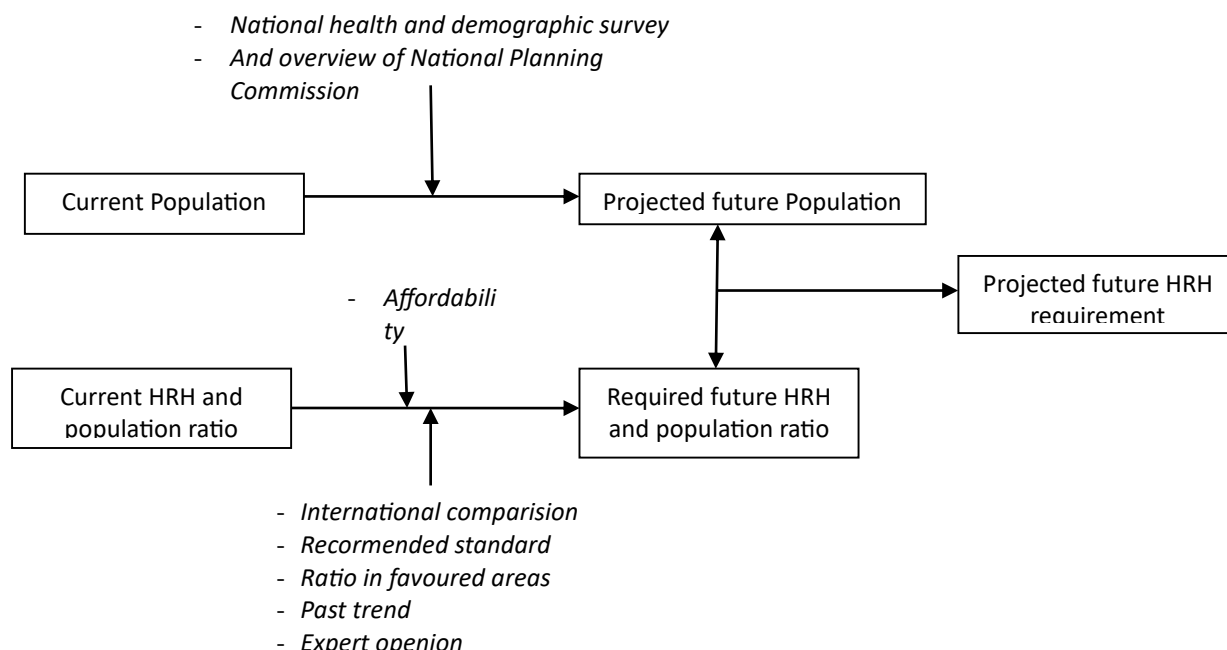 - National health and demographic survey
- And overview of National Planning
Commission
Current Population
Projected future Population
- Affordabili
ty
Projected future HRH
requirement
Current HRH and
population ratio
Required future HRH
and population ratio
- International comparision
- Recormended standard
- Ratio in favoured areas
- Past trend
- Expert openion